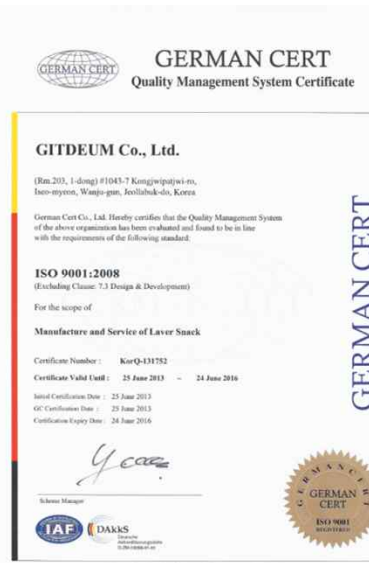 GERMAN CERT
GERMAN CERT
Quality Management System Certificate
GITDEUM Co., Ltd.
(Rm.203, 1-dong) #1043-7 Kongjwipatjwi-ro,
Iseo-myeon, Wanju-gun, Jeollabuk-do, Korea
German Cert Co., Ltd. Hereby certifies that the Quality Management System
of the above organization has been evaluated and found to be in line
with the requirements of the following standard:
ISO 9001:2008
(Excluding Clause: 7.3 Design & Development)
For the scope of
Manufacture and Service of Laver Snack
Certificate Number : KorQ-131752
Certificate Valid Until : 25 June 2013 – 24 June 2016
Initial Certification Date : 25 June 2013
GC Certification Date : 25 June 2013
Certification Expiry Date : 24 June 2016
Scheme Manager
IAF
DAkkS
Deutsche
Akkreditierungsstelle
GERMAN CERT
GERMAN CERT
GERMAN
CERT
ISO 9001
REGISTERED